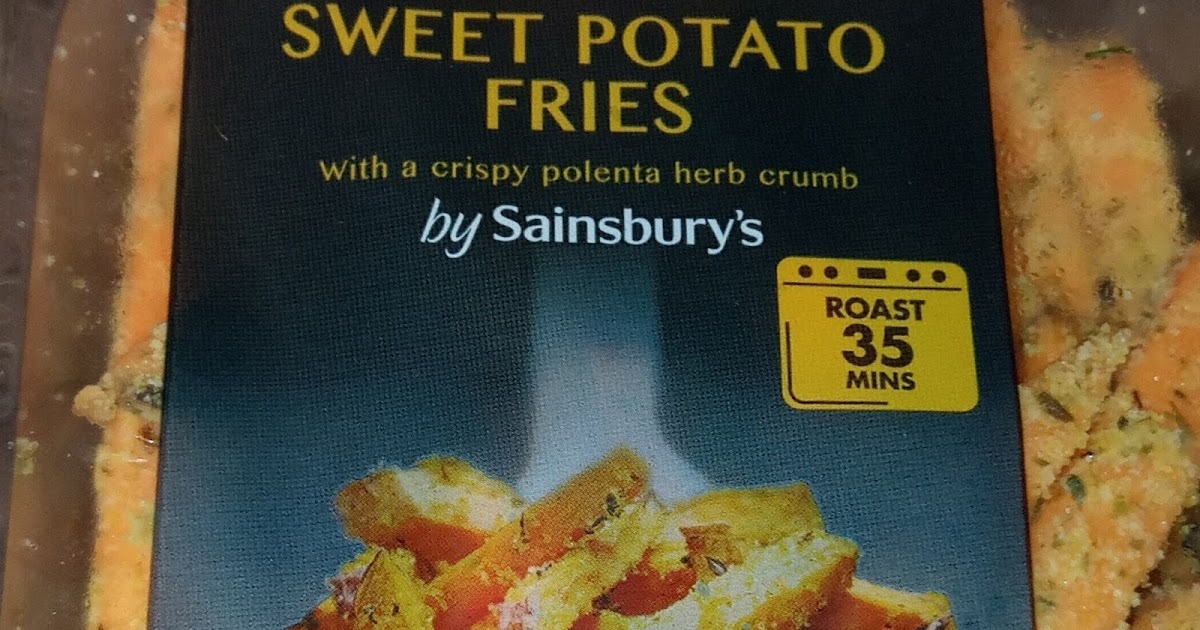 SWEET POTATO
FRIES
With a crispy polenta herb crumb
by Sainsbury's
ROAST
35
MINS